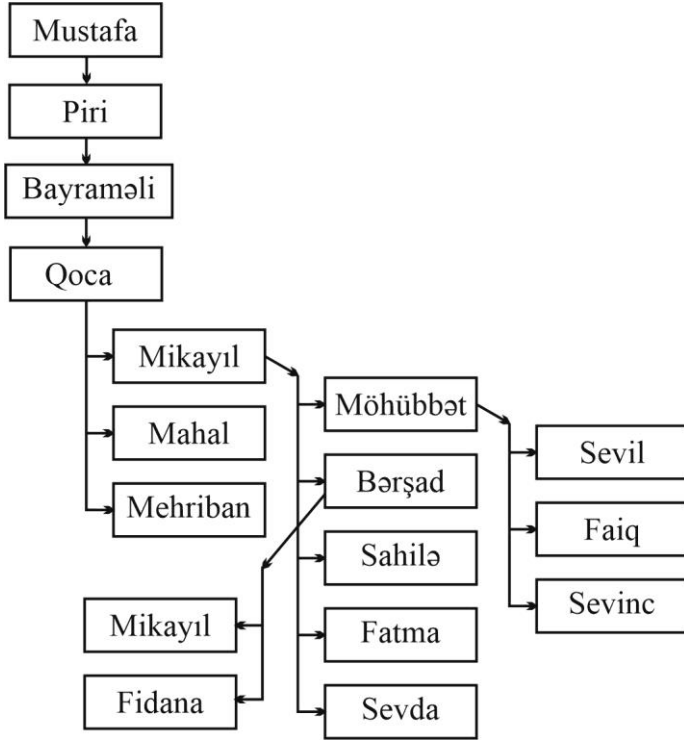 Mustafa
Piri
Bayraməli
Qoca
Mikayıl
Mahal
Mehriban
Möhübbət
Bərşad
Sahilə
Fatma
Sevda
Sevil
Faiq
Sevinc
Mikayıl
Fidana